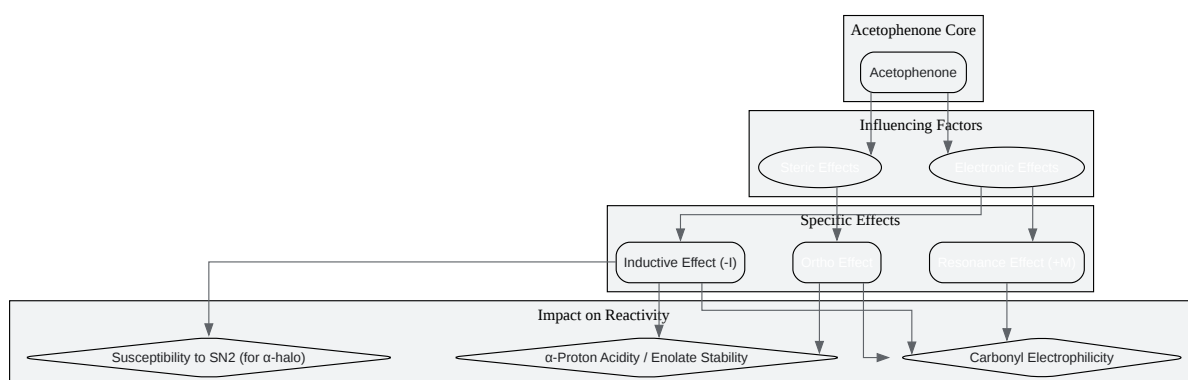 Acetophenone Core
Acetophenone
Influencing Factors
Steric Effects
Electronic Effects
Specific Effects
Inductive Effect (-I)
Ortho Effect
Resonance Effect (+M)
Impact on Reactivity
Susceptibility to SN2 (for α-halo)
α-Proton Acidity / Enolate Stability
Carbonyl Electrophilicity